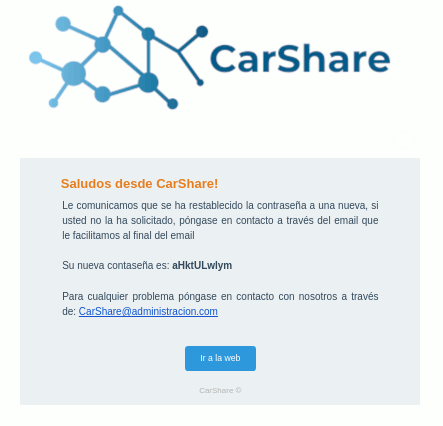 CarShare
Saludos desde CarShare!
Le comunicamos que se ha restablecido la contraseña a una nueva, si
usted no la ha solicitado, póngase en contacto a través del email que
le facilitamos al final del email
Su nueva contaseña es: aHktULwlym
Para cualquier problema póngase en contacto con nosotros a través
de: CarShare@administracion.com
Ir a la web
CarShare ©